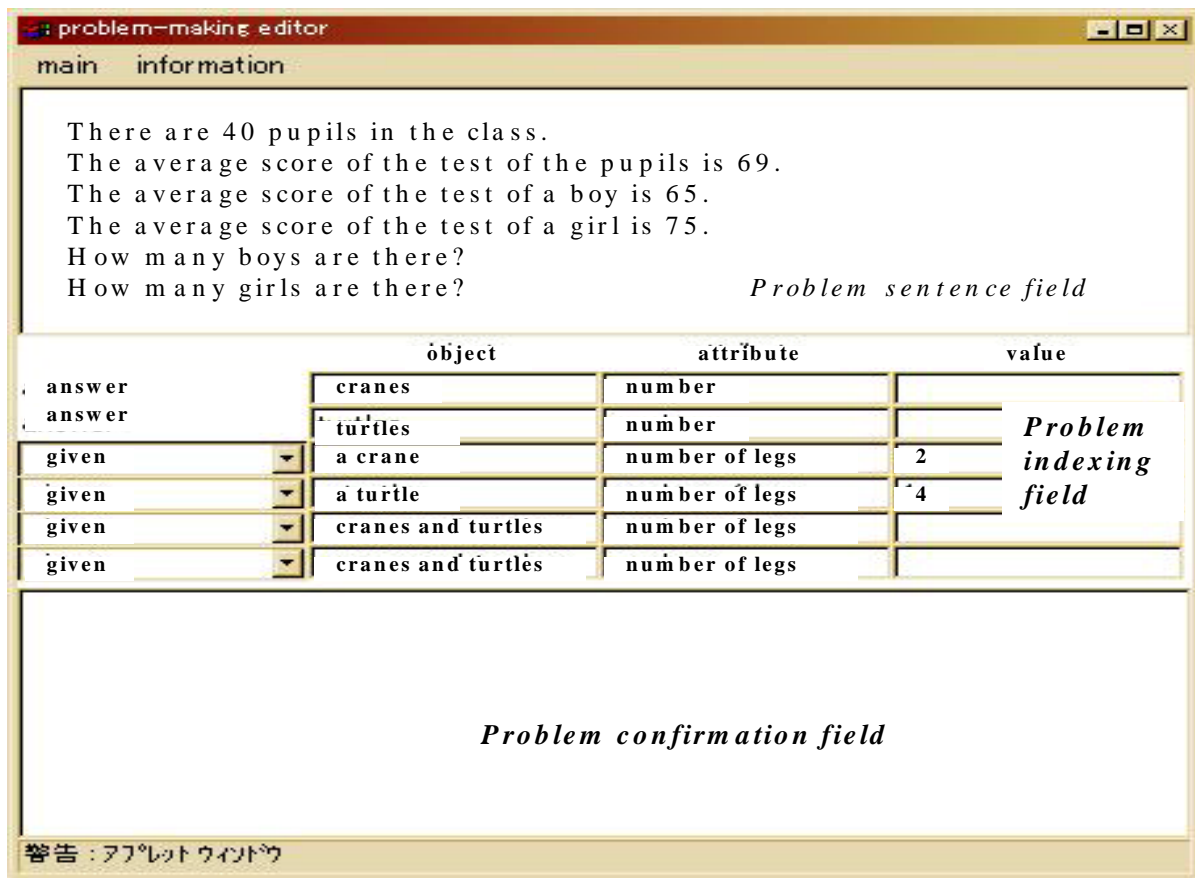 problem-making editor
main information
There are 40 pupils in the class.
The average score of the test of the pupils is 69.
The average score of the test of a boy is 65.
The average score of the test of a girl is 75.
How many boys are there?
How many girls are there? Problem sentence field
object attribute value
answer cranes number
answer turtles number
given a crane number of legs 2
given a turtle number of legs 4
given cranes and turtles number of legs
given cranes and turtles number of legs
Problem
indexing
field
Problem confirmation field
警告：アプレット ウィンドウ